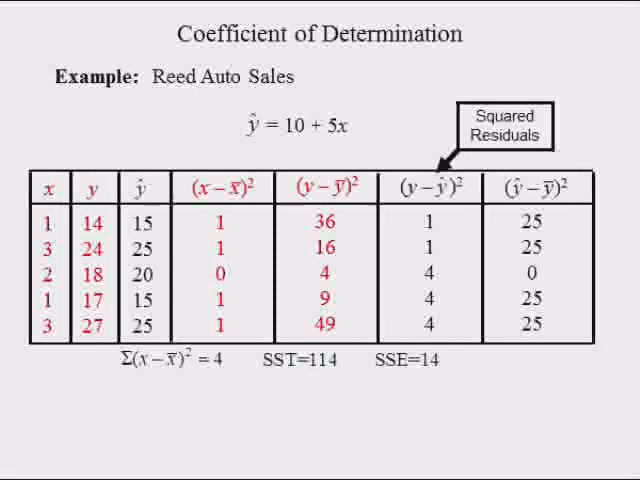 Coefficient of Determination
Example: Reed Auto Sales
ŷ = 10 + 5x
Squared
Residuals
x y ŷ (x – x̅)² (y – y̅)² (y – ŷ)² (ŷ – y̅)²
1 14 15 1 36 1 25
3 24 25 1 16 1 25
2 18 20 0 4 4 0
1 17 15 1 9 4 25
3 27 25 1 49 4 25
Σ(x – x̅)² = 4 SST=114 SSE=14